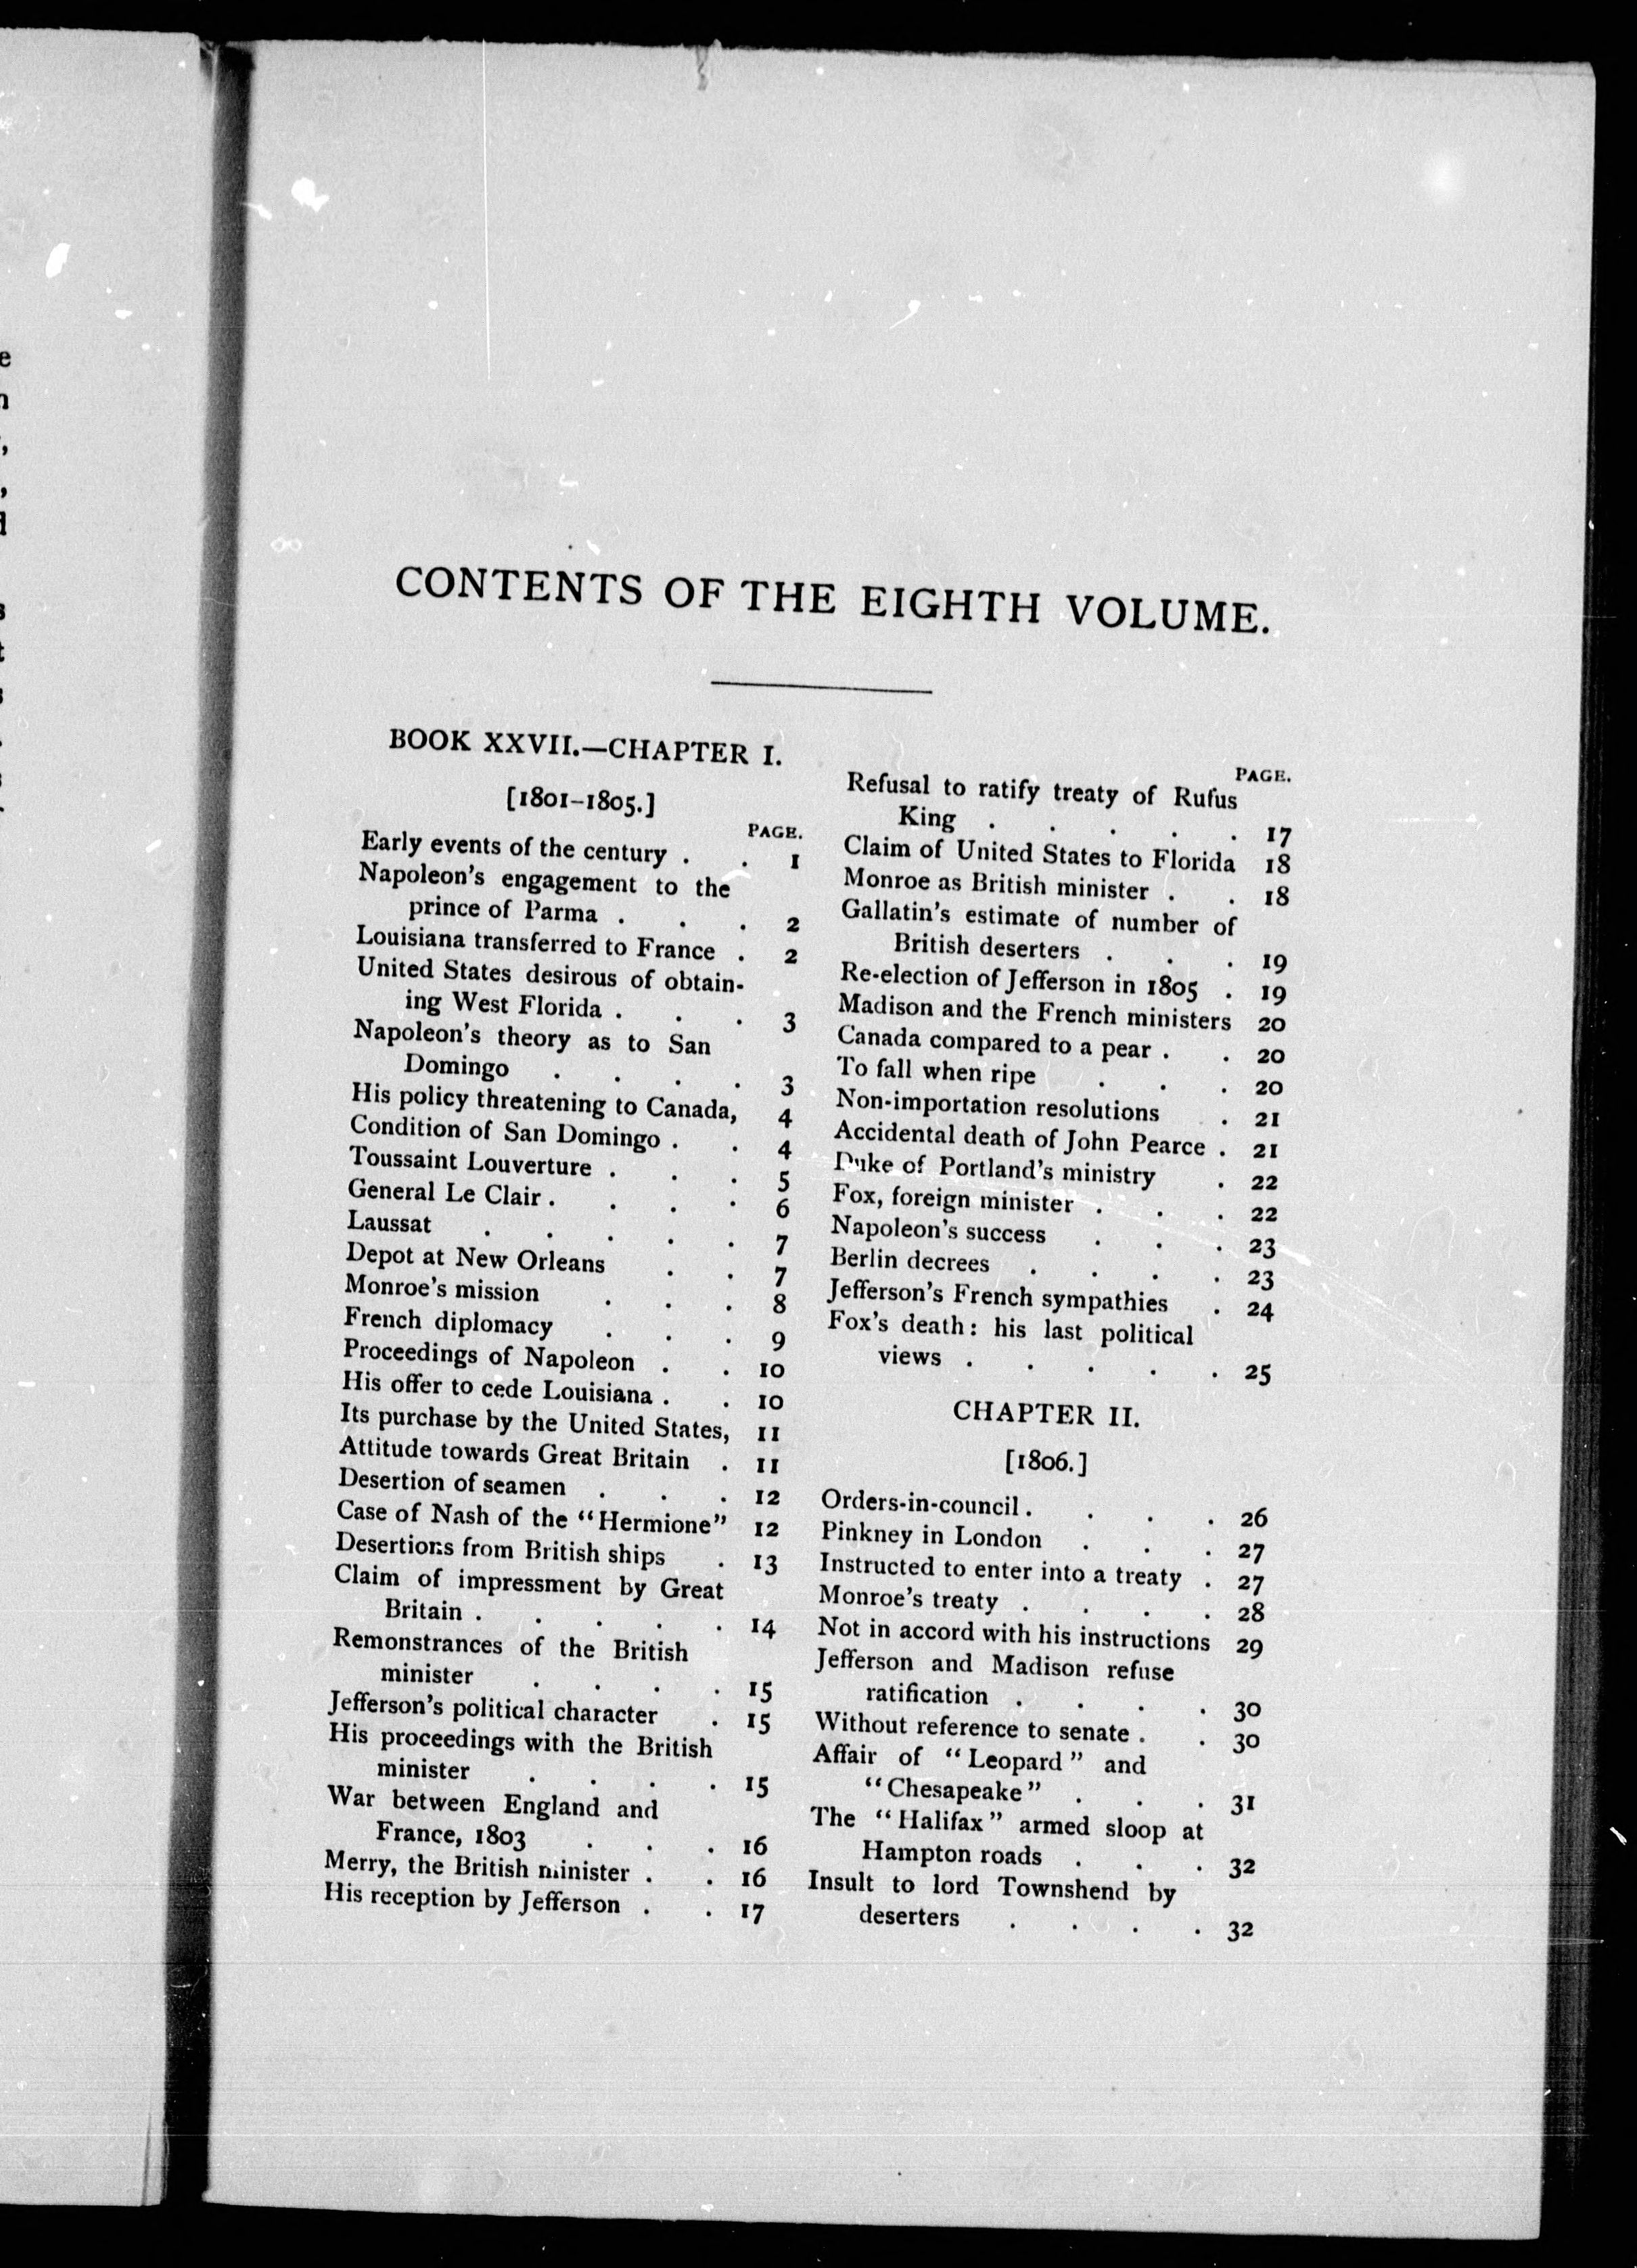 CONTENTS OF THE EIGHTH VOLUME.
BOOK XXVII.—CHAPTER I.
[1801-1805.]
PAGE.
Early events of the century . . 1
Napoleon's engagement to the
prince of Parma . . . 2
Louisiana transferred to France . 2
United States desirous of obtain-
ing West Florida . . . 3
Napoleon's theory as to San
Domingo . . . . 3
His policy threatening to Canada, 4
Condition of San Domingo . . 4
Toussaint Louverture . . . 5
General Le Clair . . . . 6
Laussat . . . . . 7
Depot at New Orleans . . 7
Monroe's mission . . . 8
French diplomacy . . . 9
Proceedings of Napoleon . . 10
His offer to cede Louisiana . . 10
Its purchase by the United States, 11
Attitude towards Great Britain . 11
Desertion of seamen . . . 12
Case of Nash of the "Hermione" 12
Desertions from British ships . 13
Claim of impressment by Great
Britain . . . . . 14
Remonstrances of the British
minister . . . . 15
Jefferson's political character . 15
His proceedings with the British
minister . . . . 15
War between England and
France, 1803 . . . 16
Merry, the British minister . . 16
His reception by Jefferson . . 17
PAGE.
Refusal to ratify treaty of Rufus
King . . . . . 17
Claim of United States to Florida 18
Monroe as British minister . . 18
Gallatin's estimate of number of
British deserters . . . 19
Re-election of Jefferson in 1805 . 19
Madison and the French ministers 20
Canada compared to a pear . . 20
To fall when ripe . . . 20
Non-importation resolutions . 21
Accidental death of John Pearce . 21
Duke of Portland's ministry . 22
Fox, foreign minister . . . 22
Napoleon's success . . . 23
Berlin decrees . . . . 23
Jefferson's French sympathies . 24
Fox's death: his last political
views . . . . . 25
CHAPTER II.
[1806.]
Orders-in-council . . . . 26
Pinkney in London . . . 27
Instructed to enter into a treaty . 27
Monroe's treaty . . . . 28
Not in accord with his instructions 29
Jefferson and Madison refuse
ratification . . . . 30
Without reference to senate . . 30
Affair of "Leopard" and
"Chesapeake" . . . 31
The "Halifax" armed sloop at
Hampton roads . . . 32
Insult to lord Townshend by
deserters . . . . 32